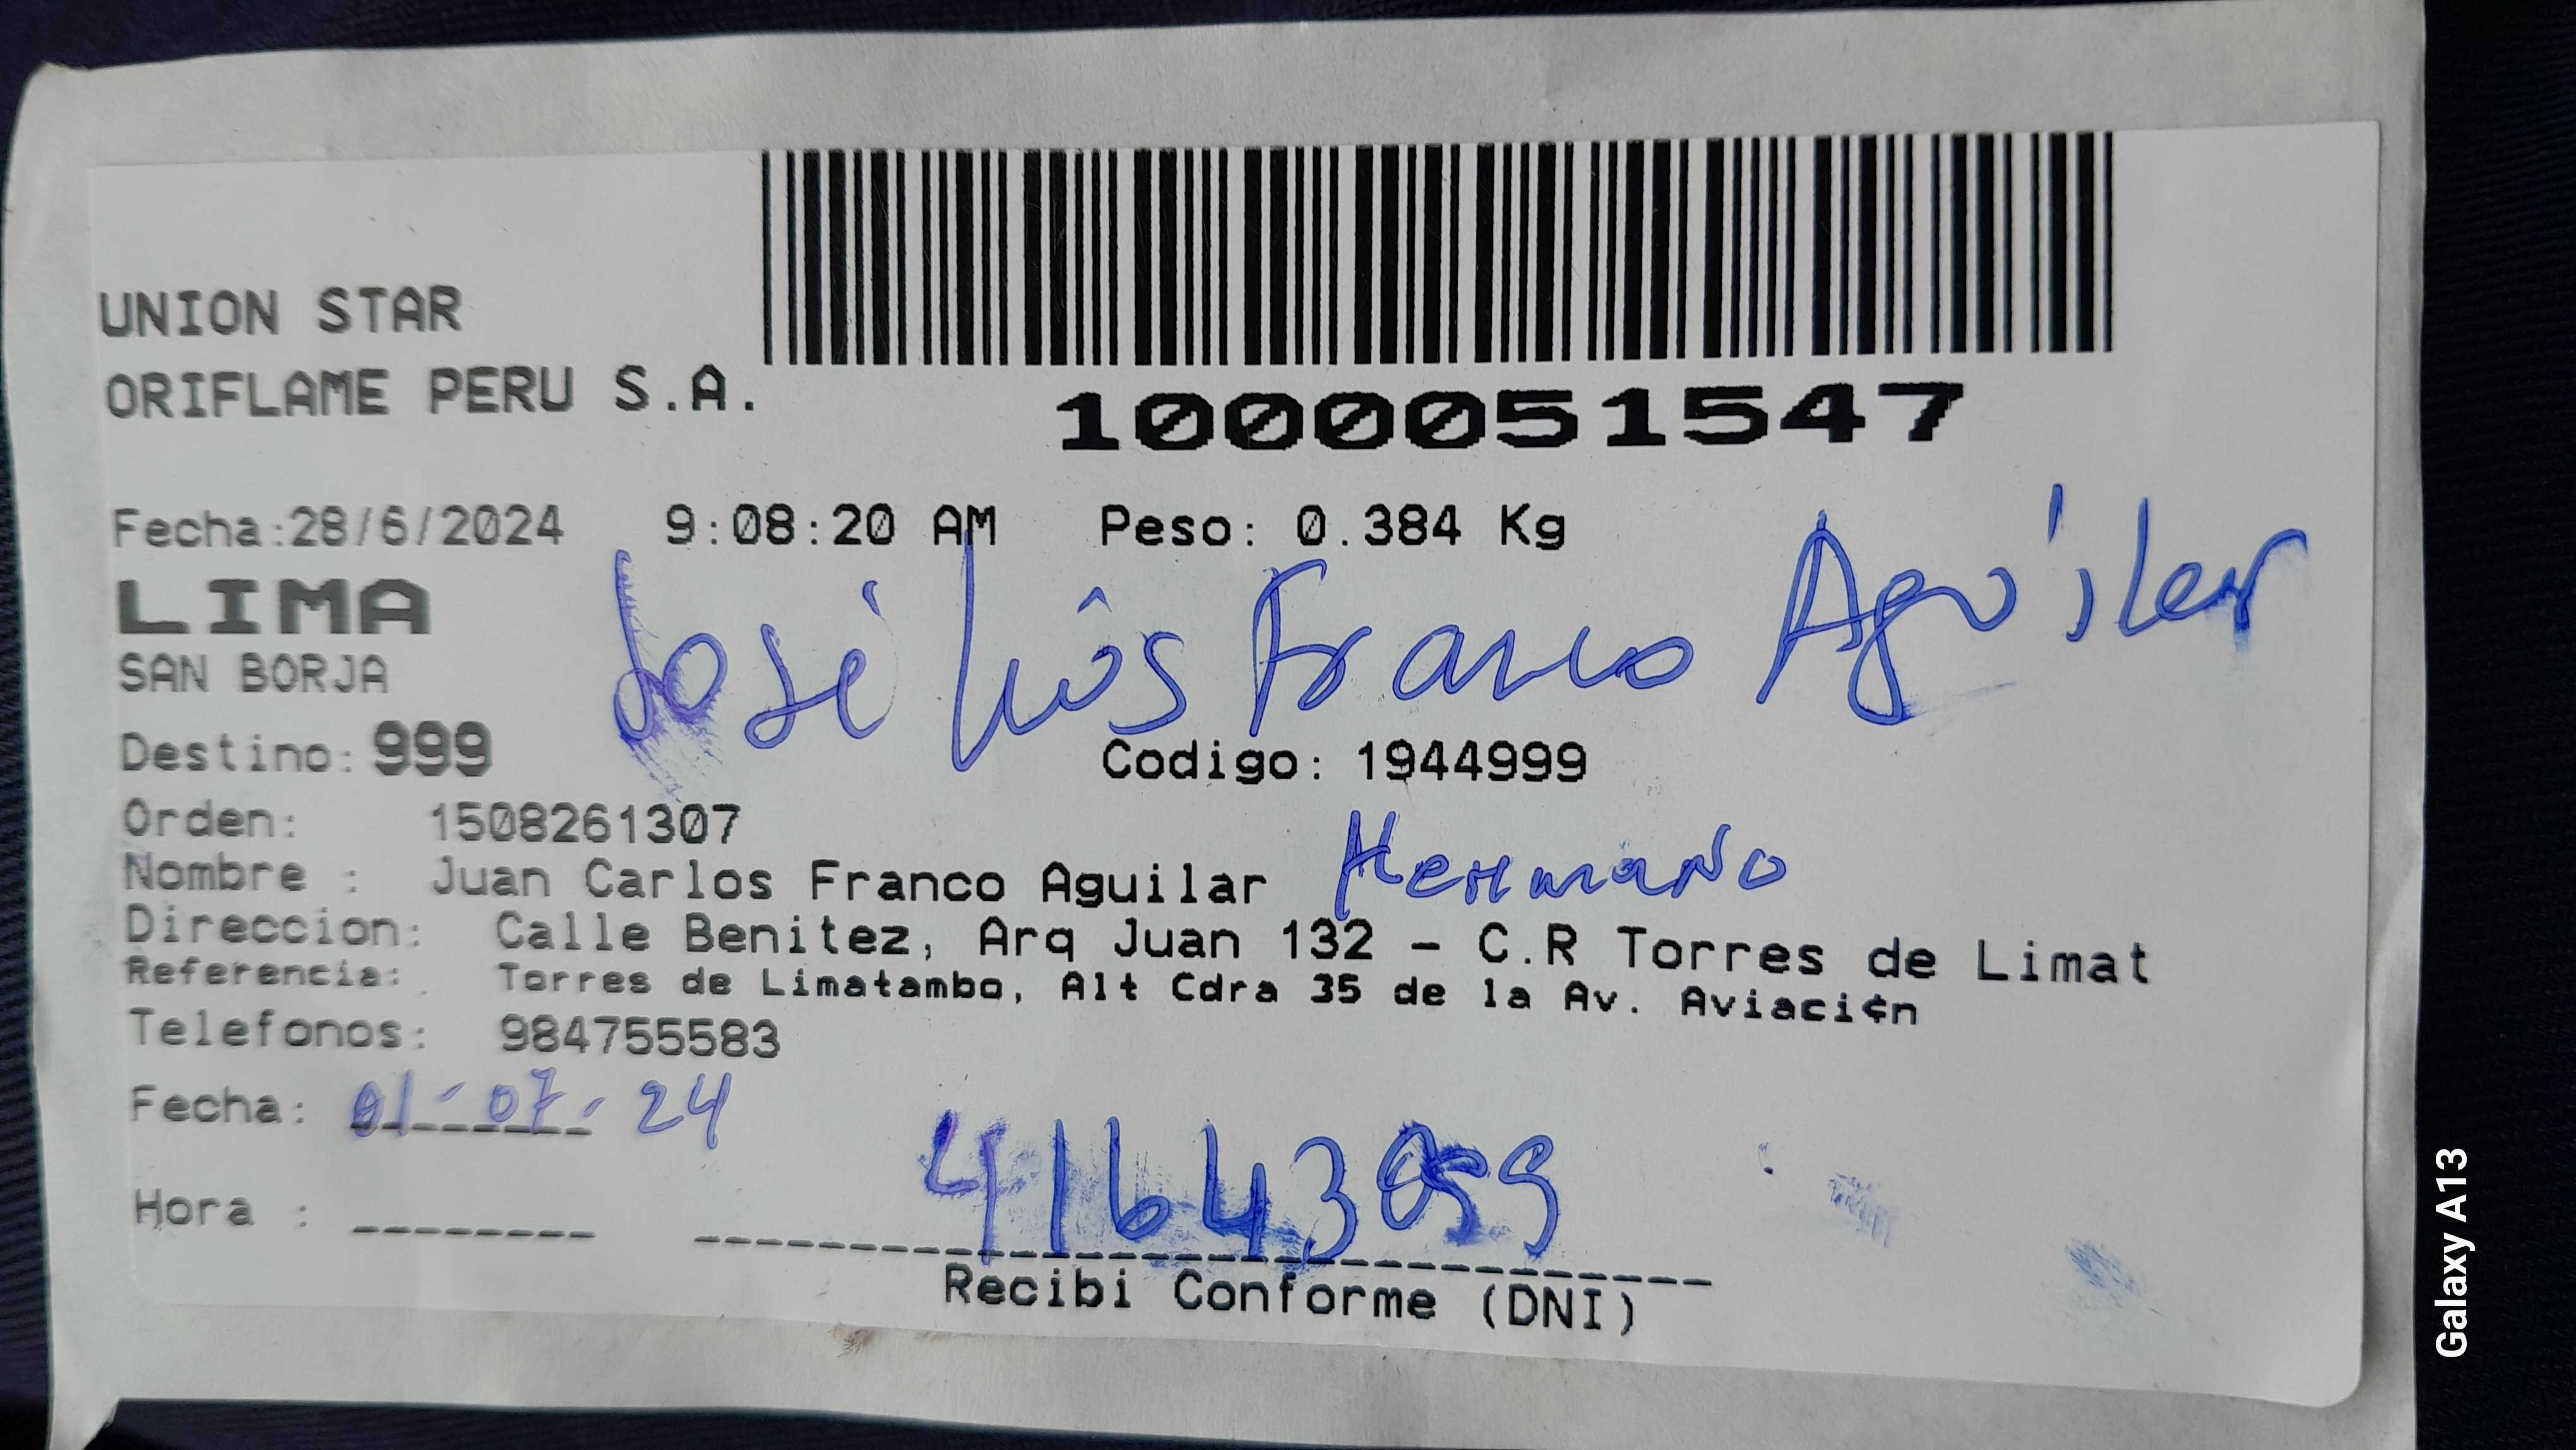 UNION STAR
ORIFLAME PERU S.A.
1000051547
Fecha:28/6/2024 9:08:20 AM Peso: 0.384 Kg
LIMA
José Luis Franco Aguilar
SAN BORJA
Destino: 999 Codigo: 1944999
Orden: 1508261307
Nombre : Juan Carlos Franco Aguilar Hermano
Direccion: Calle Benitez, Arq Juan 132 - C.R Torres de Limat
Referencia: Torres de Limatambo, Alt Cdra 35 de la Av. Aviaci¢n
Telefonos: 984755583
Fecha: 01-07-24
Hora :
Recibi Conforme (DNI)
Galaxy A13